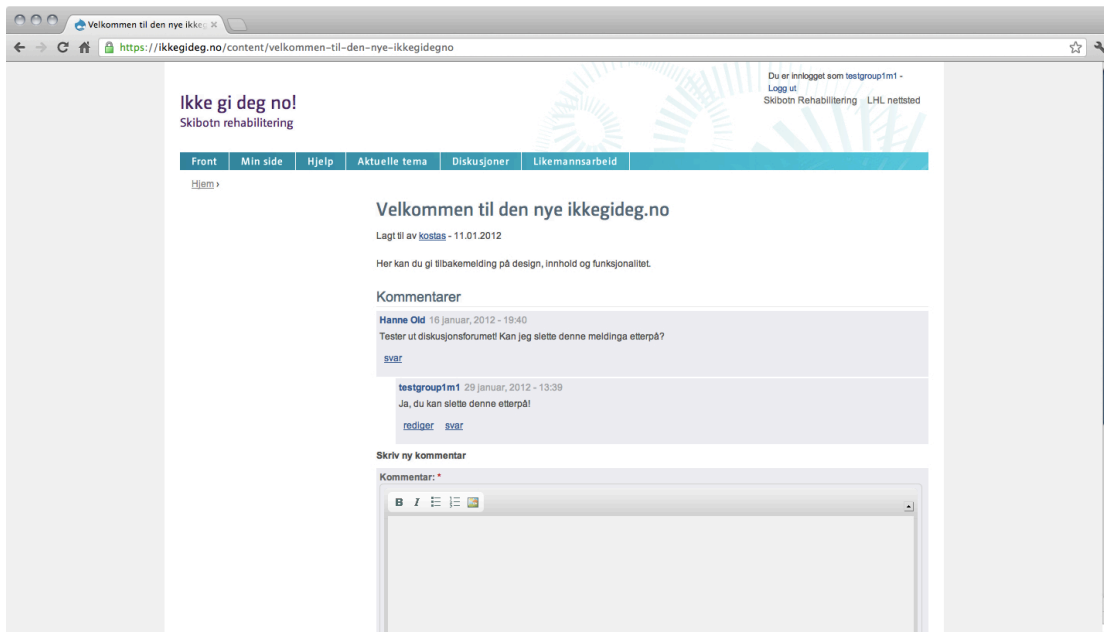 Velkommen til den nye ikkeg
https://ikkegideg.no/content/velkommen-til-den-nye-ikkegidegno
Du er innlogget som testgroup1m1 -
Logg ut
Skibotn Rehabilitering LHL nettsted
Ikke gi deg no!
Skibotn rehabilitering
Front Min side Hjelp Aktuelle tema Diskusjoner Likemannsarbeid
Hjem ›
Velkommen til den nye ikkegideg.no
Lagt til av kostas - 11.01.2012
Her kan du gi tilbakemelding på design, innhold og funksjonalitet.
Kommentarer
Hanne Old 16 januar, 2012 - 19:40
Tester ut diskusjonsforumet! Kan jeg slette denne meldinga etterpå?
svar
testgroup1m1 29 januar, 2012 - 13:39
Ja, du kan slette denne etterpå!
rediger svar
Skriv ny kommentar
Kommentar: *
B I